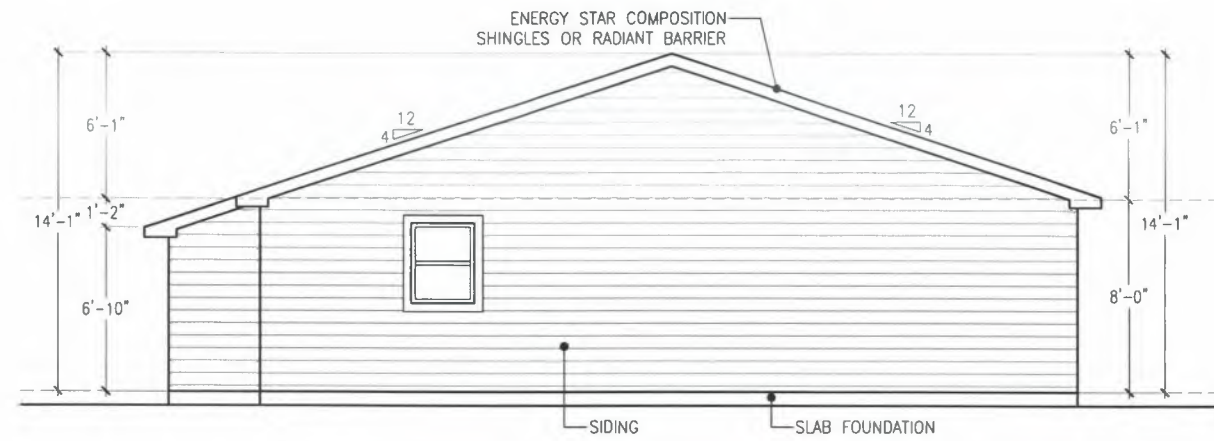 ENERGY STAR COMPOSITION
SHINGLES OR RADIANT BARRIER
12
4
12
4
6'-1"
14'-1"
1'-2"
6'-10"
6'-1"
14'-1"
8'-0"
SIDING
SLAB FOUNDATION